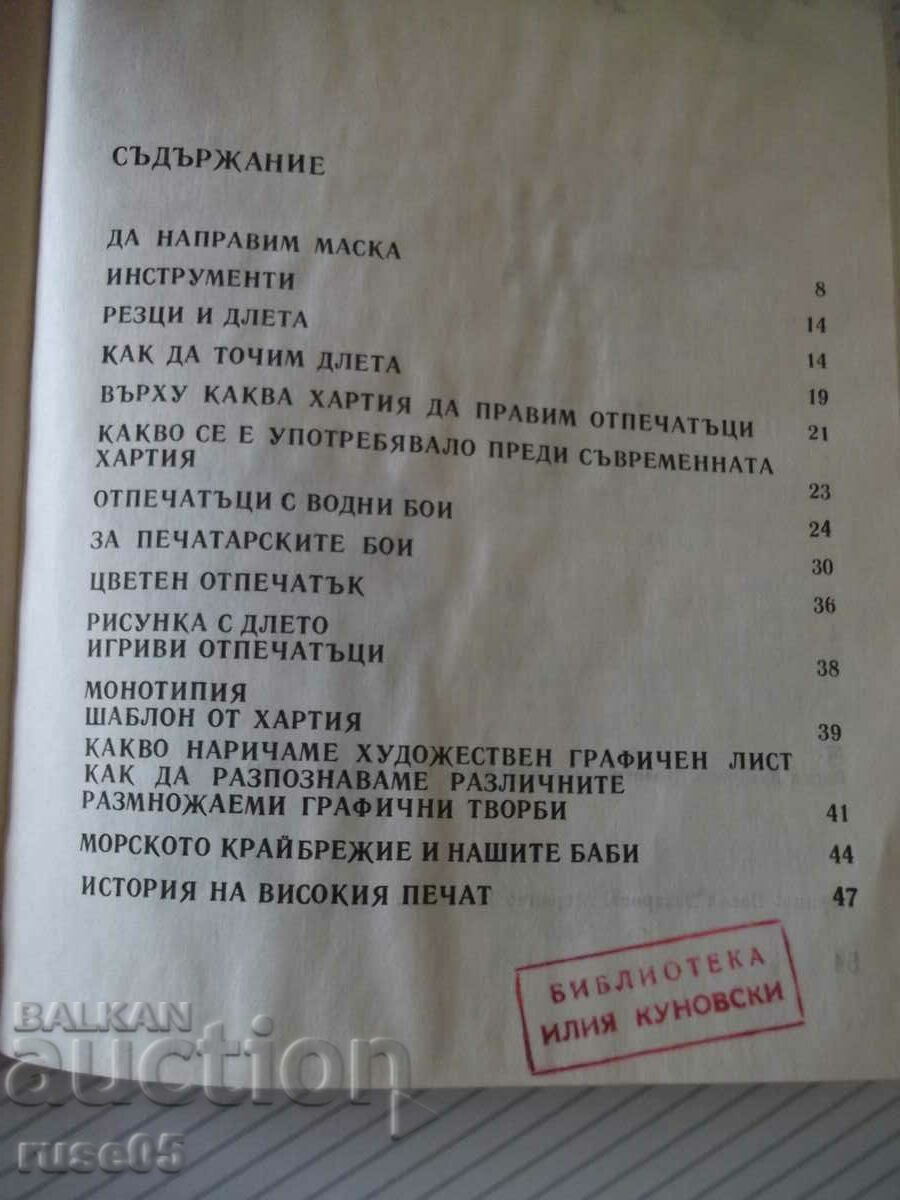 СЪДЪРЖАНИЕ
ДА НАПРАВИМ МАСКА 8
ИНСТРУМЕНТИ 14
РЕЗЦИ И ДЛЕТА 14
КАК ДА ТОЧИМ ДЛЕТА 19
ВЪРХУ КАКВА ХАРТИЯ ДА ПРАВИМ ОТПЕЧАТЪЦИ 21
КАКВО СЕ Е УПОТРЕБЯВАЛО ПРЕДИ СЪВРЕМЕННАТА
ХАРТИЯ 23
ОТПЕЧАТЪЦИ С ВОДНИ БОИ 24
ЗА ПЕЧАТАРСКИТЕ БОИ 30
ЦВЕТЕН ОТПЕЧАТЪК 36
РИСУНКА С ДЛЕТО
ИГРИВИ ОТПЕЧАТЪЦИ 38
МОНОТИПИЯ
ШАБЛОН ОТ ХАРТИЯ 39
КАКВО НАРИЧАМЕ ХУДОЖЕСТВЕН ГРАФИЧЕН ЛИСТ
КАК ДА РАЗПОЗНАВАМЕ РАЗЛИЧНИТЕ
РАЗМНОЖАЕМИ ГРАФИЧНИ ТВОРБИ 41
МОРСКОТО КРАЙБРЕЖИЕ И НАШИТЕ БАБИ 44
ИСТОРИЯ НА ВИСОКИЯ ПЕЧАТ 47
БИБЛИОТЕКА
ИЛИЯ КУНОВСКИ
BALKAN
auction
ruse05